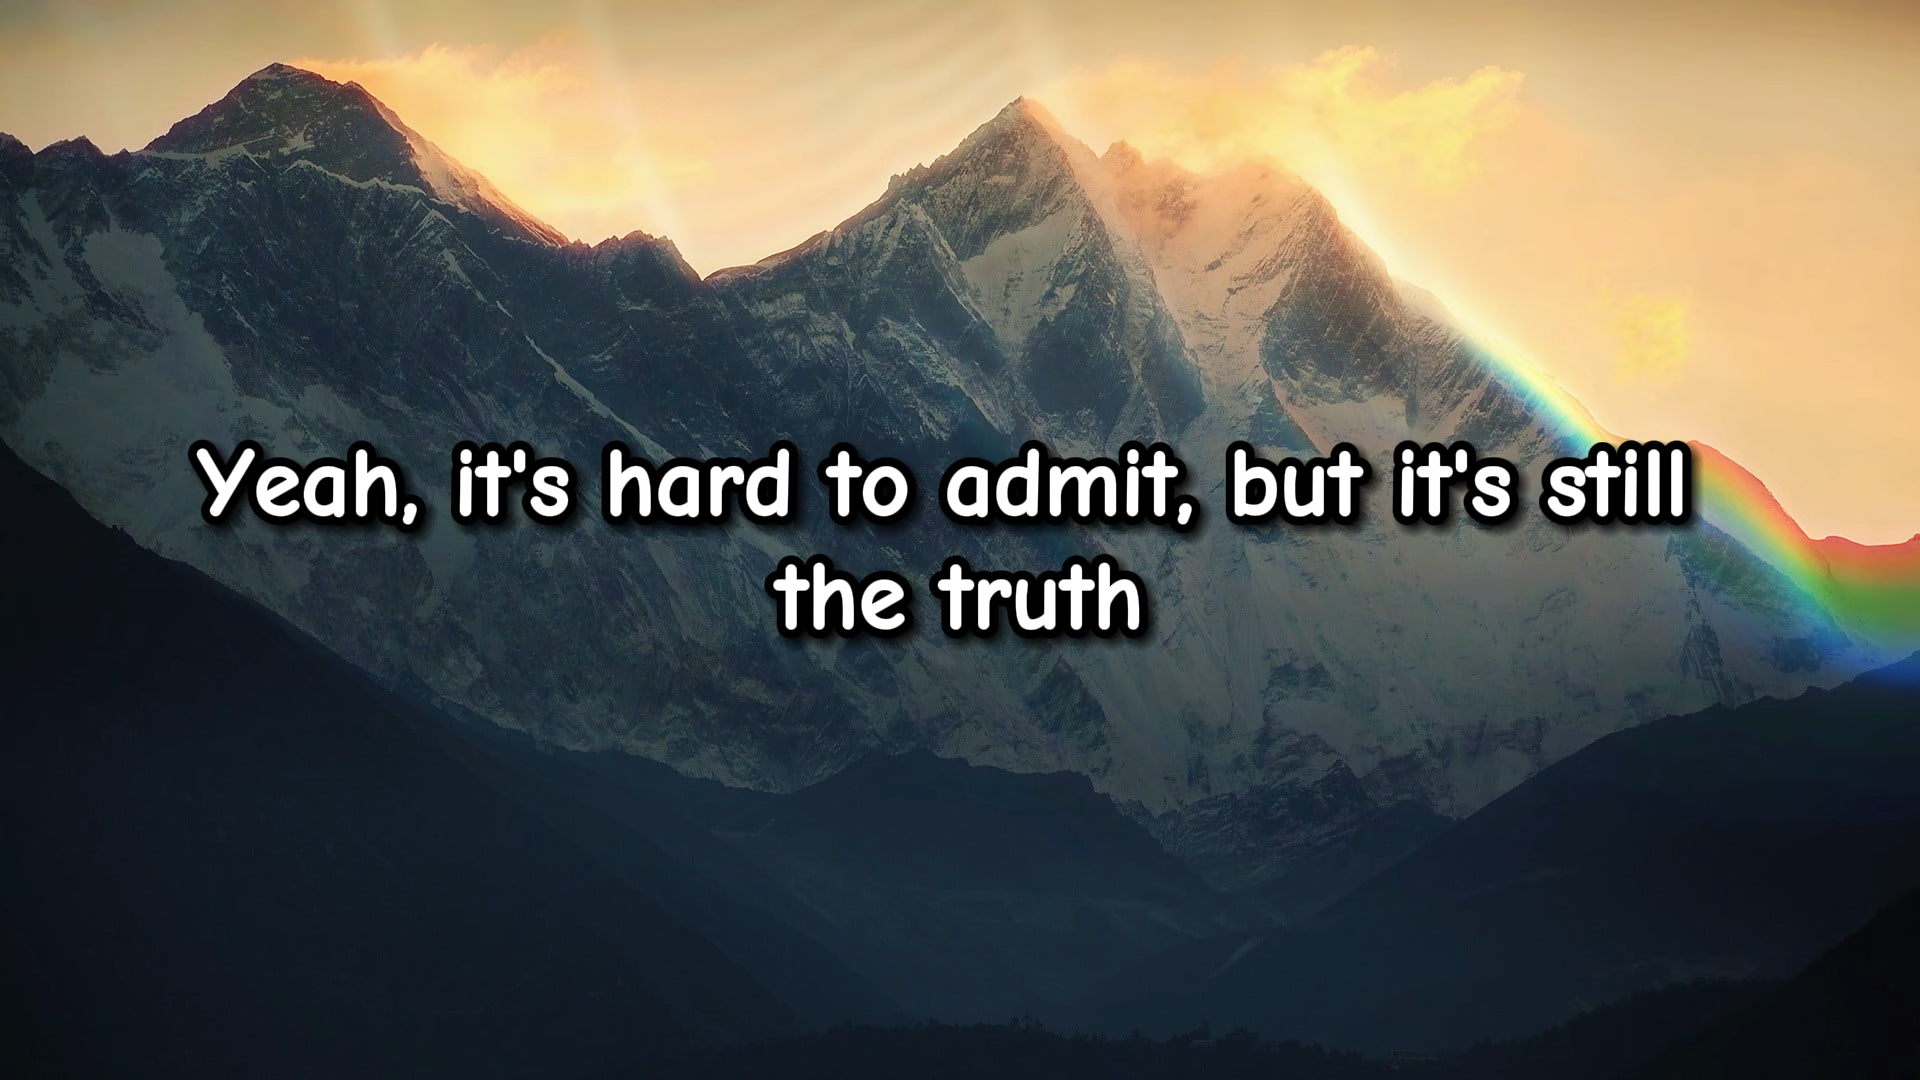 Yeah, it's hard to admit, but it's still
the truth